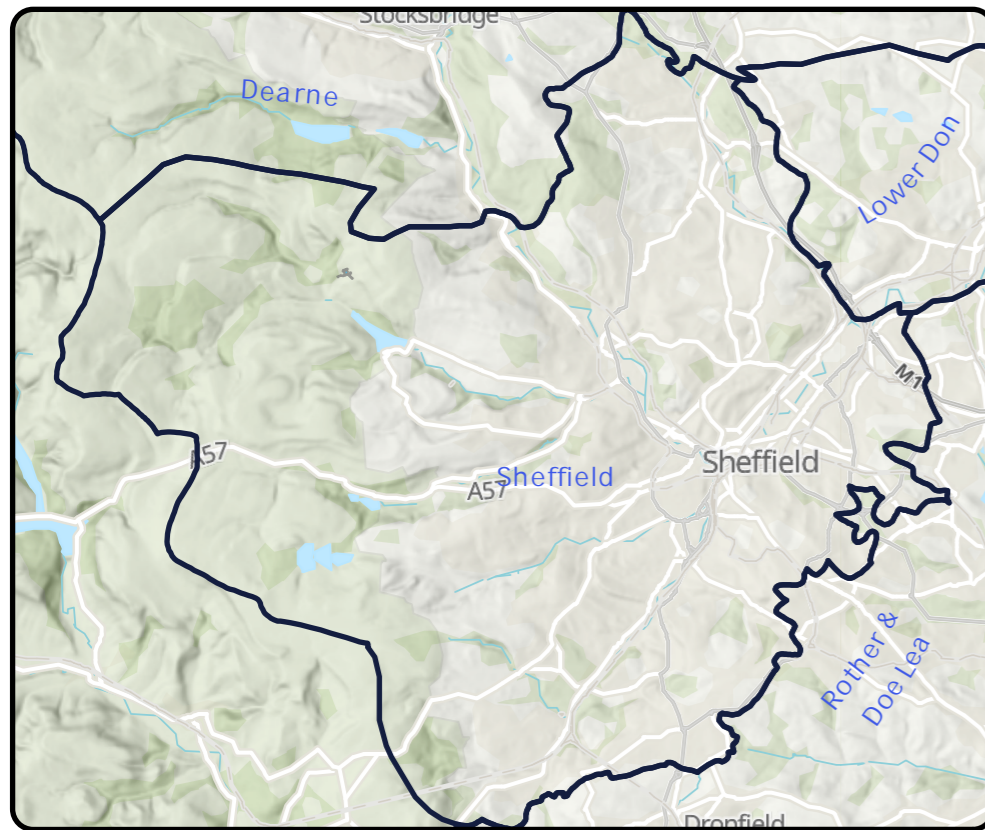 Stocksbridge
Dearne
Lower Don
M1
A57
Sheffield
A57
Sheffield
Rother &
Doe Lea
Dronfield